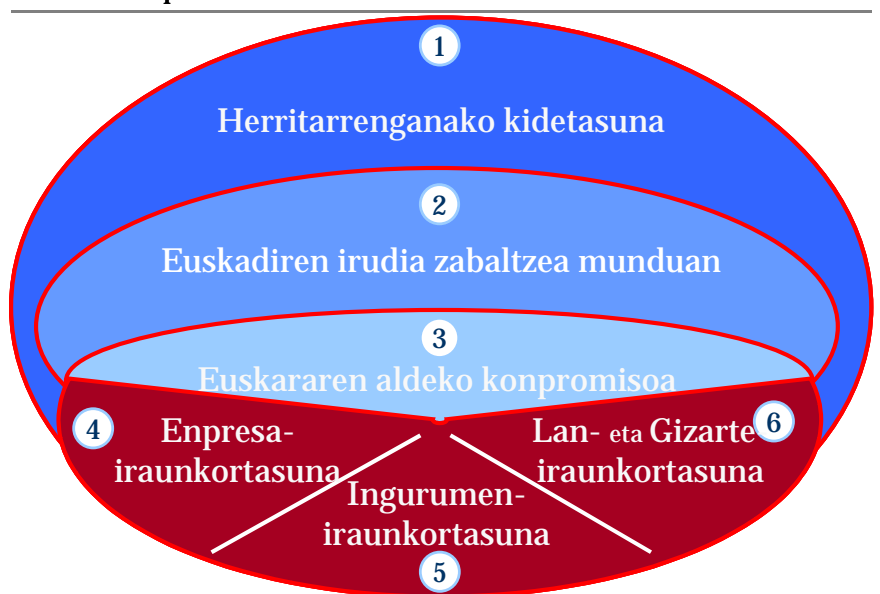 1
Herritarrenganako kidetasuna
2
Euskadiren irudia zabaltzea munduan
3
Euskararen aldeko konpromisoa
4
Enpresa-
iraunkortasuna
Lan- eta Gizarte
iraunkortasuna
6
Ingurumen-
iraunkortasuna
5